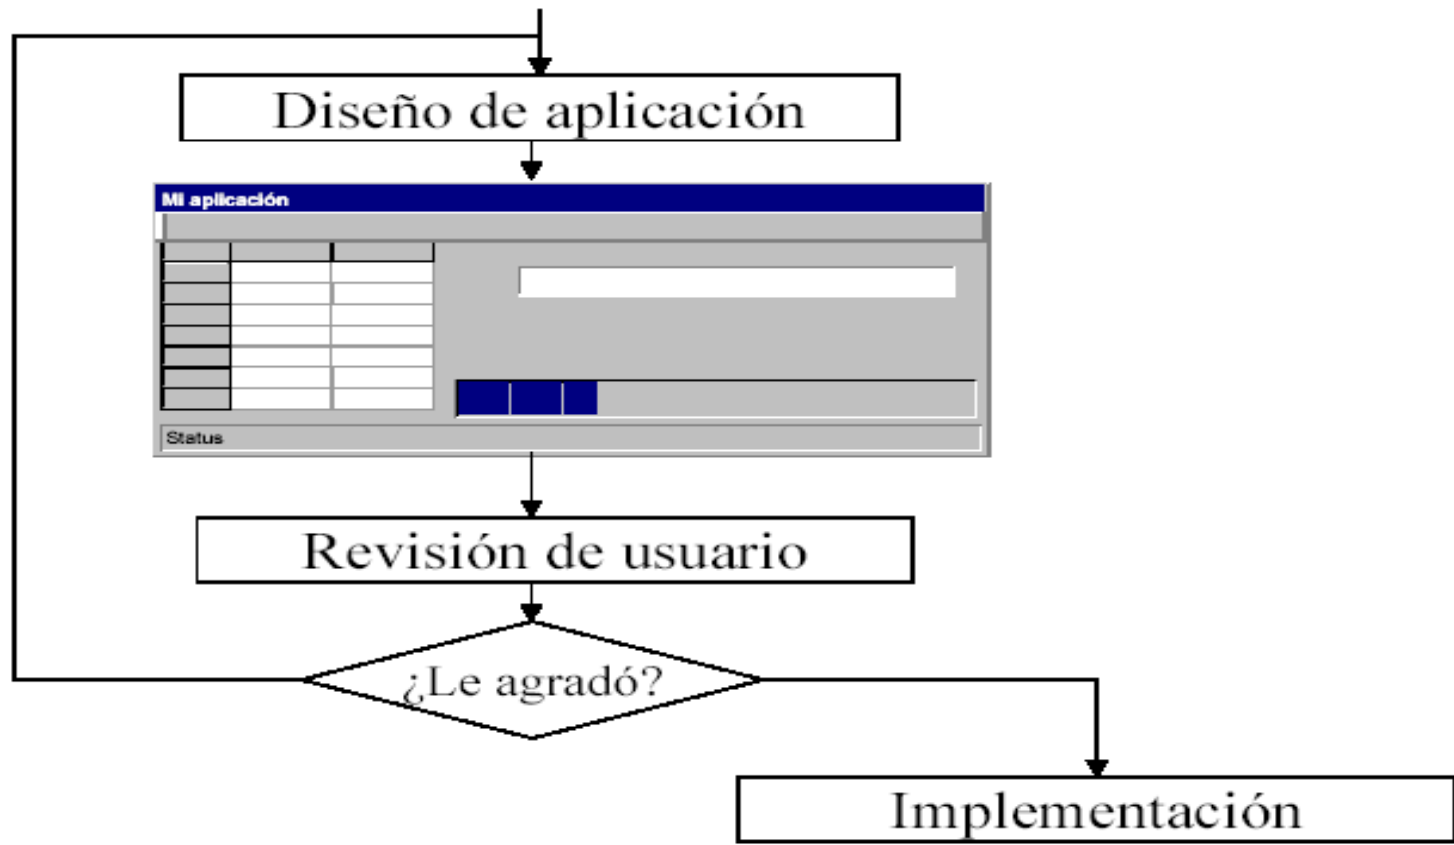 Diseño de aplicación
Mi aplicación
Status
Revisión de usuario
¿Le agradó?
Implementación